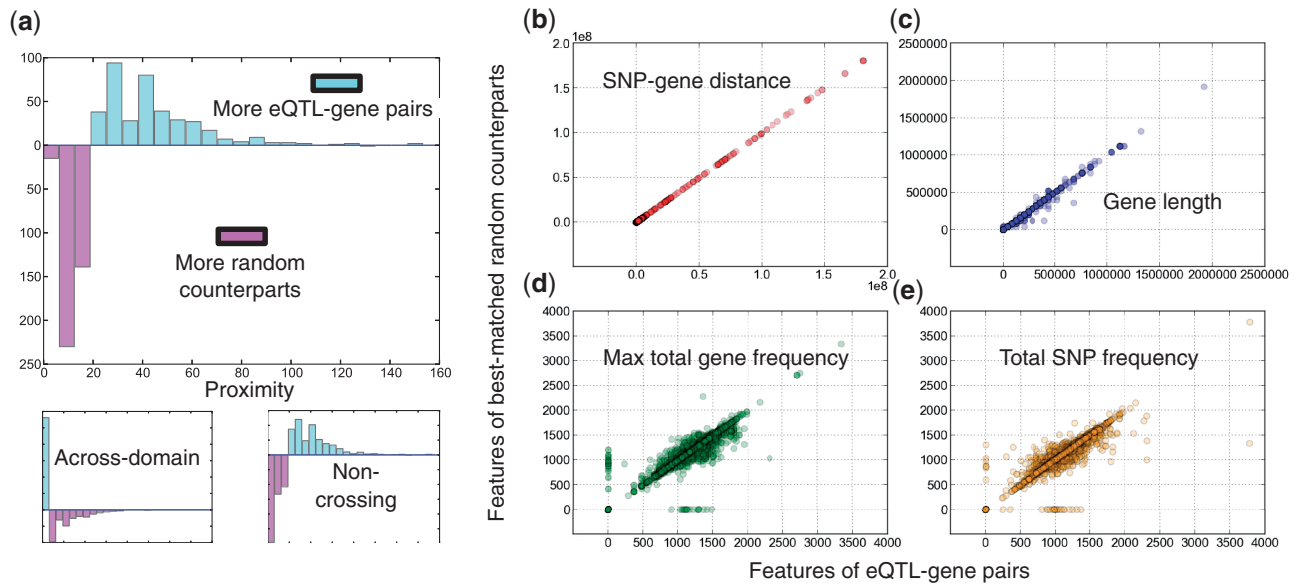 (a)
100
50
0
50
100
150
200
250
0 20 40 60 80 100 120 140 160
Proximity
More eQTL-gene pairs
More random
counterparts
Across-domain
Non-
crossing
Features of best-matched random counterparts
(b)
1e8
2.0
1.5
1.0
0.5
0.0
SNP-gene distance
0.0 0.5 1.0 1.5 2.0
1e8
(c)
2500000
2000000
1500000
1000000
500000
0
Gene length
0 500000 1000000 1500000 2000000 2500000
(d)
4000
3500
3000
2500
2000
1500
1000
500
0
Max total gene frequency
0 500 1000 1500 2000 2500 3000 3500 4000
(e)
4000
3500
3000
2500
2000
1500
1000
500
0
Total SNP frequency
0 500 1000 1500 2000 2500 3000 3500 4000
Features of eQTL-gene pairs